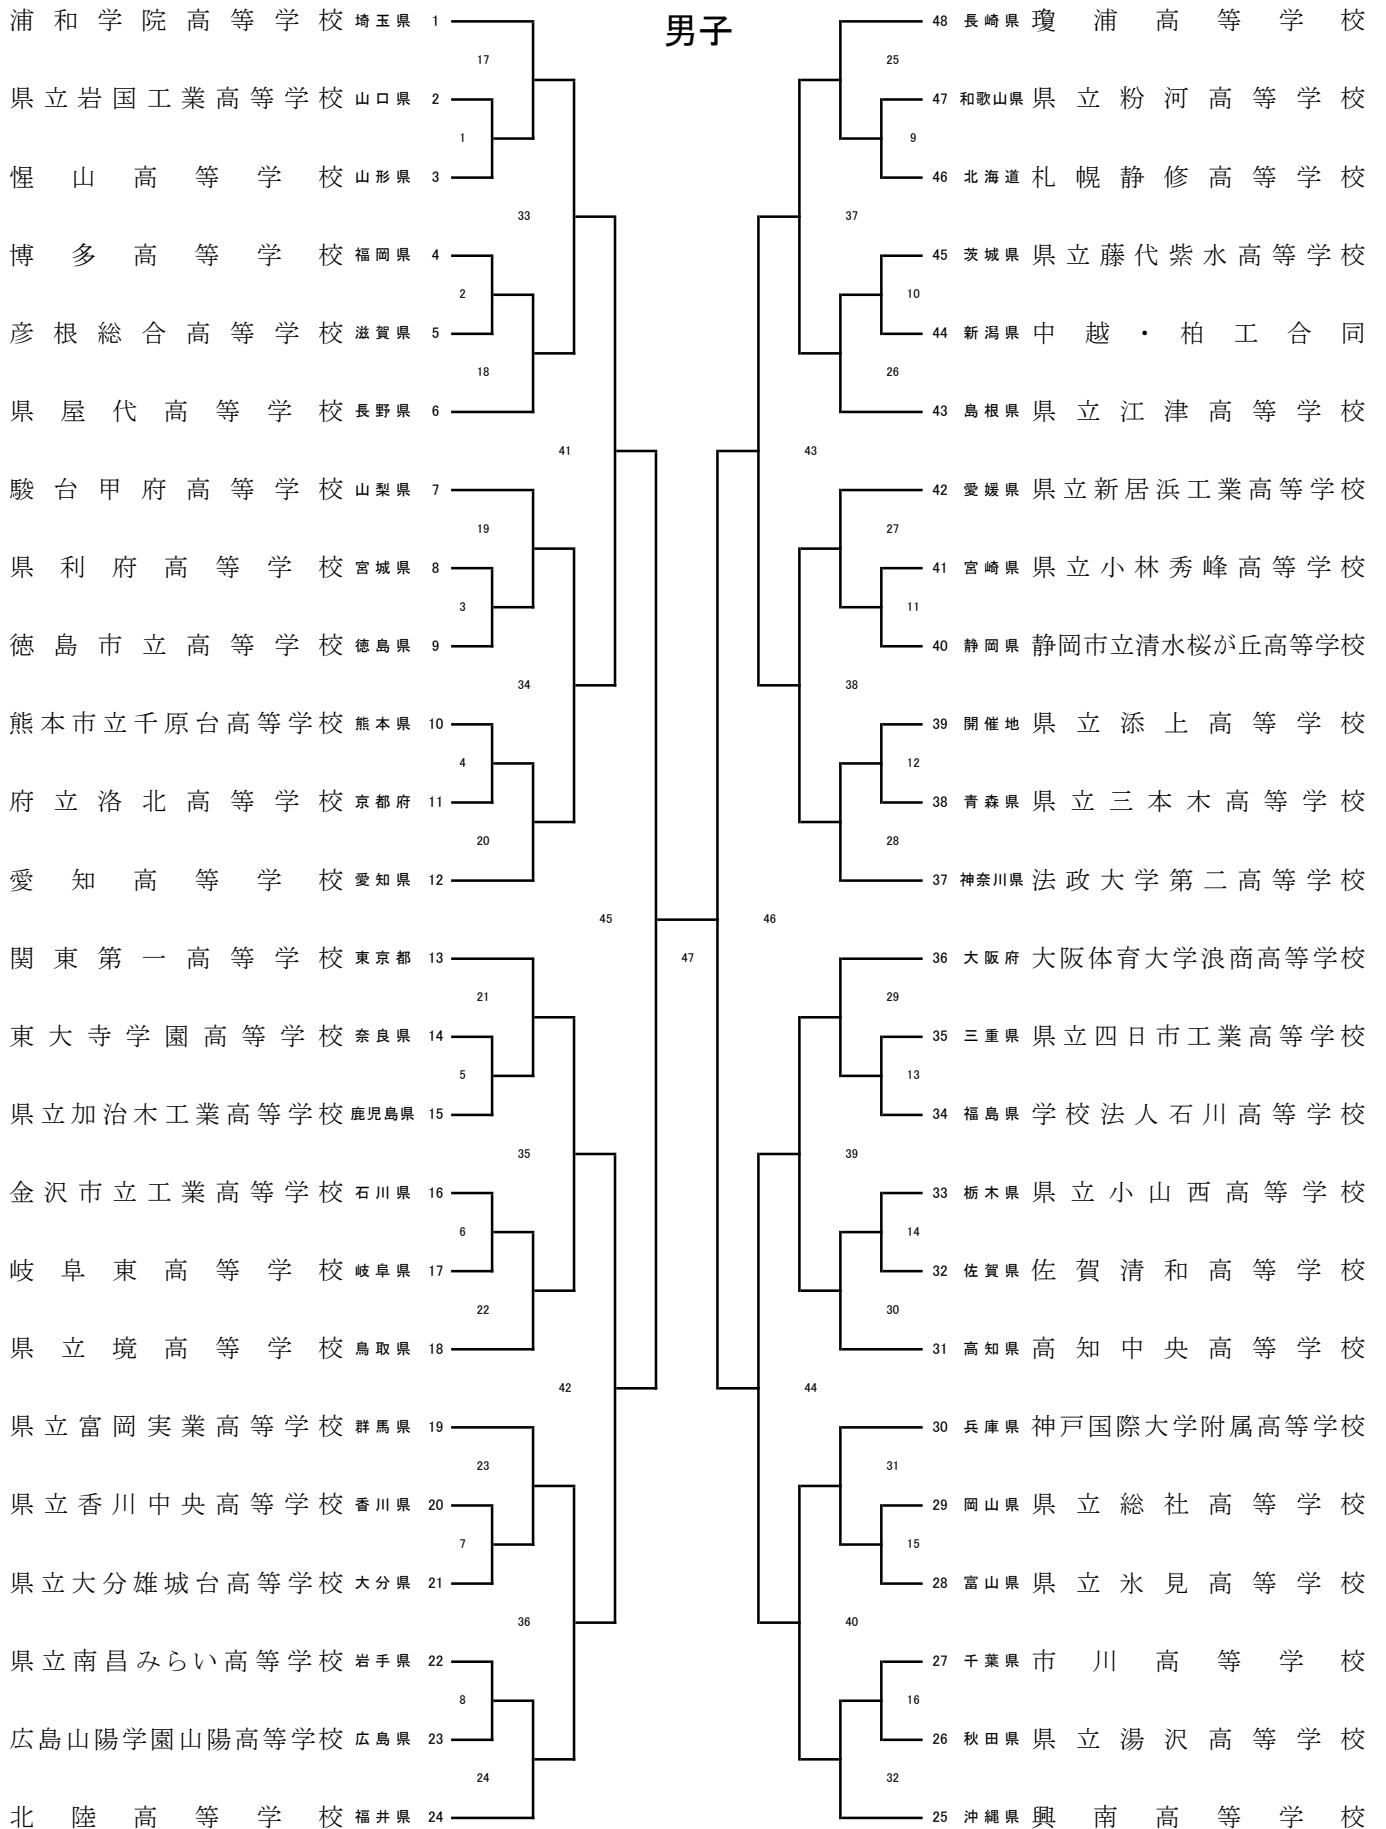 男子
浦和学院高等学校 埼玉県 1
17
県立岩国工業高等学校 山口県 2
1
惺山高等学校 山形県 3
33
博多高等学校 福岡県 4
2
彦根総合高等学校 滋賀県 5
18
県屋代高等学校 長野県 6
41
駿台甲府高等学校 山梨県 7
19
県利府高等学校 宮城県 8
3
徳島市立高等学校 徳島県 9
34
熊本市立千原台高等学校 熊本県 10
4
府立洛北高等学校 京都府 11
20
愛知高等学校 愛知県 12
45
関東第一高等学校 東京都 13
21
東大寺学園高等学校 奈良県 14
5
県立加治木工業高等学校 鹿児島県 15
35
金沢市立工業高等学校 石川県 16
6
岐阜東高等学校 岐阜県 17
22
県立境高等学校 鳥取県 18
42
県立富岡実業高等学校 群馬県 19
23
県立香川中央高等学校 香川県 20
7
県立大分雄城台高等学校 大分県 21
36
県立南昌みらい高等学校 岩手県 22
8
広島山陽学園山陽高等学校 広島県 23
24
北陸高等学校 福井県 24
47
48 長崎県 瓊浦高等学校
25
47 和歌山県 県立粉河高等学校
9
46 北海道 札幌静修高等学校
37
45 茨城県 県立藤代紫水高等学校
10
44 新潟県 中越・柏工合同
26
43 島根県 県立江津高等学校
43
42 愛媛県 県立新居浜工業高等学校
27
41 宮崎県 県立小林秀峰高等学校
11
40 静岡県 静岡市立清水桜が丘高等学校
38
39 開催地 県立添上高等学校
12
38 青森県 県立三本木高等学校
28
37 神奈川県 法政大学第二高等学校
46
36 大阪府 大阪体育大学浪商高等学校
29
35 三重県 県立四日市工業高等学校
13
34 福島県 学校法人石川高等学校
39
33 栃木県 県立小山西高等学校
14
32 佐賀県 佐賀清和高等学校
30
31 高知県 高知中央高等学校
44
30 兵庫県 神戸国際大学附属高等学校
31
29 岡山県 県立総社高等学校
15
28 富山県 県立氷見高等学校
40
27 千葉県 市川高等学校
16
26 秋田県 県立湯沢高等学校
32
25 沖縄県 興南高等学校